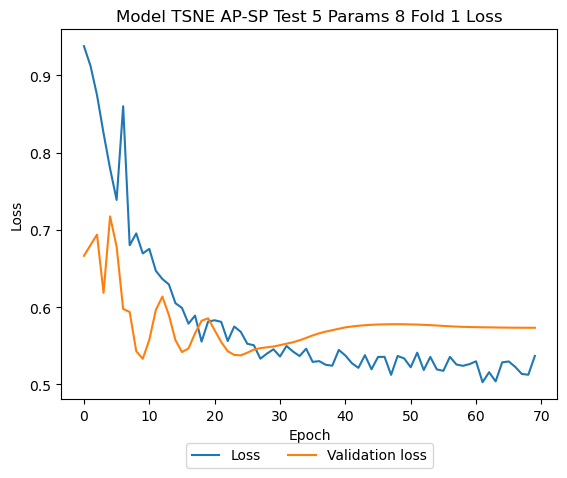 Model TSNE AP-SP Test 5 Params 8 Fold 1 Loss
0.9
0.8
0.7
0.6
0.5
Loss
0 10 20 30 40 50 60 70
Epoch
Loss Validation loss